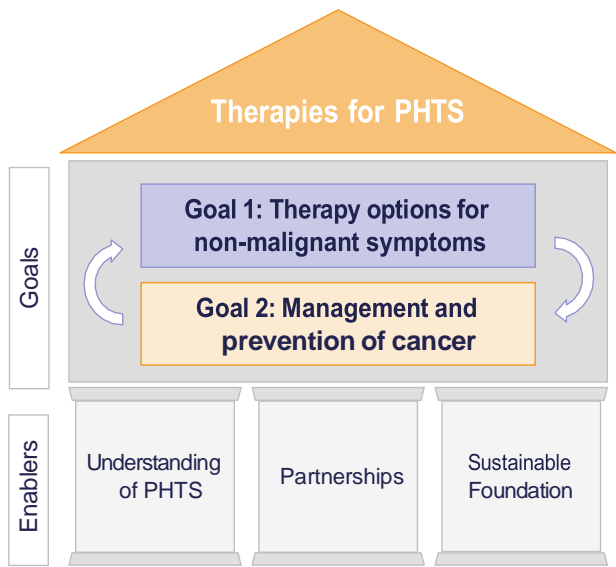 Therapies for PHTS
Goals
Goal 1: Therapy options for
non-malignant symptoms
Goal 2: Management and
prevention of cancer
Enablers
Understanding
of PHTS
Partnerships
Sustainable
Foundation